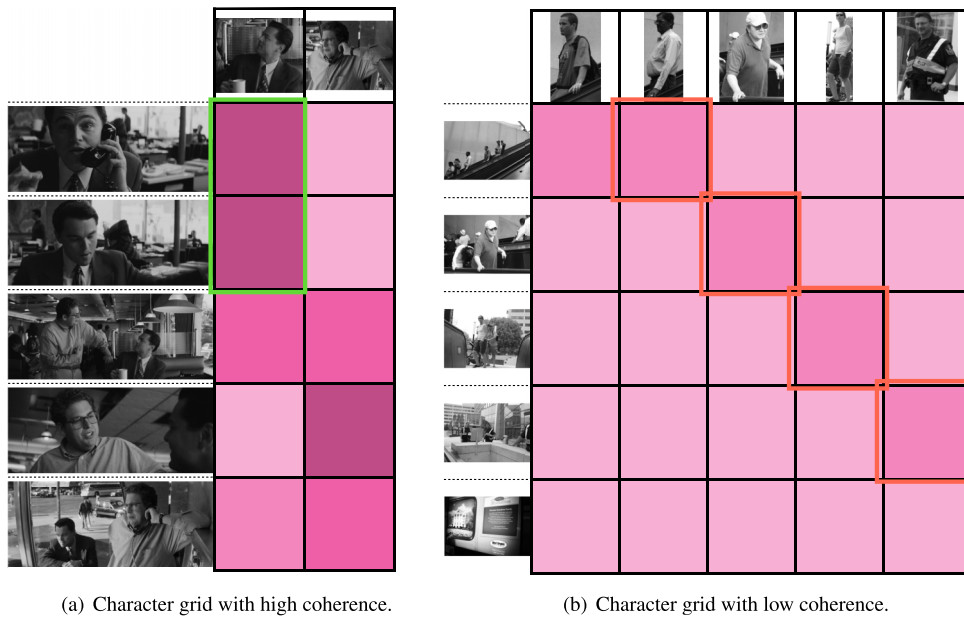 (a) Character grid with high coherence.
(b) Character grid with low coherence.